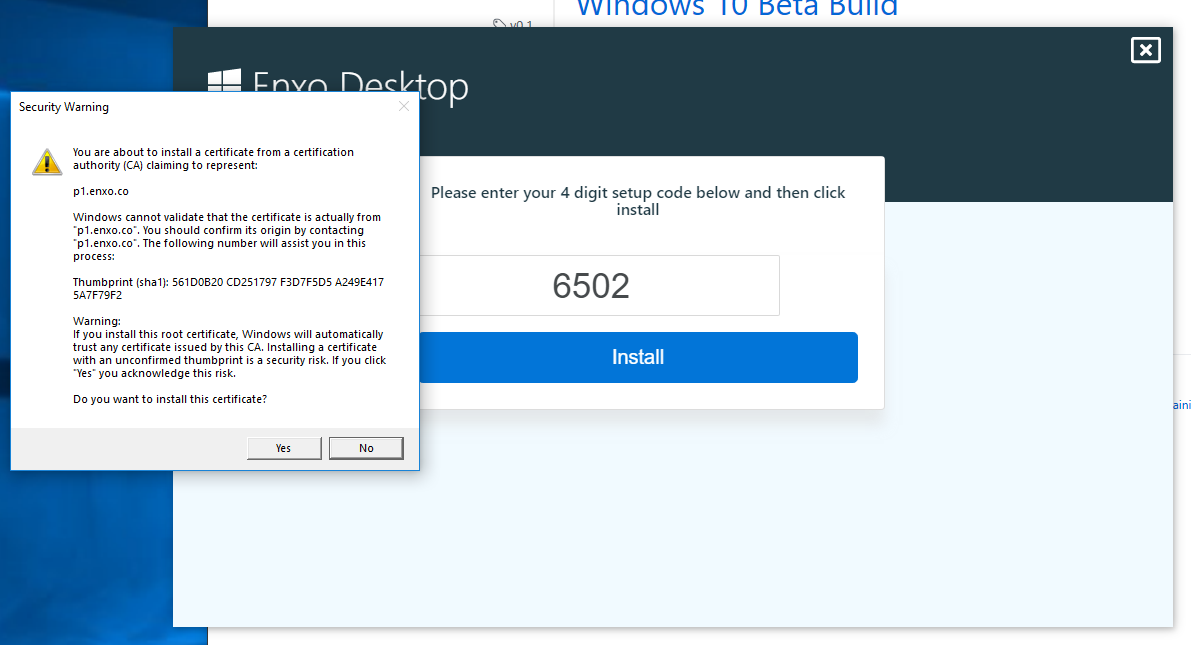 Windows 10 Beta Build
v0.1
Enxo Desktop
Security Warning
You are about to install a certificate from a certification
authority (CA) claiming to represent:
p1.enxo.co
Windows cannot validate that the certificate is actually from
"p1.enxo.co". You should confirm its origin by contacting
"p1.enxo.co". The following number will assist you in this
process:
Thumbprint (sha1): 561D0B20 CD251797 F3D7F5D5 A249E417
5A7F79F2
Warning:
If you install this root certificate, Windows will automatically
trust any certificate issued by this CA. Installing a certificate
with an unconfirmed thumbprint is a security risk. If you click
"Yes" you acknowledge this risk.
Do you want to install this certificate?
Yes
No
Please enter your 4 digit setup code below and then click
install
6502
Install